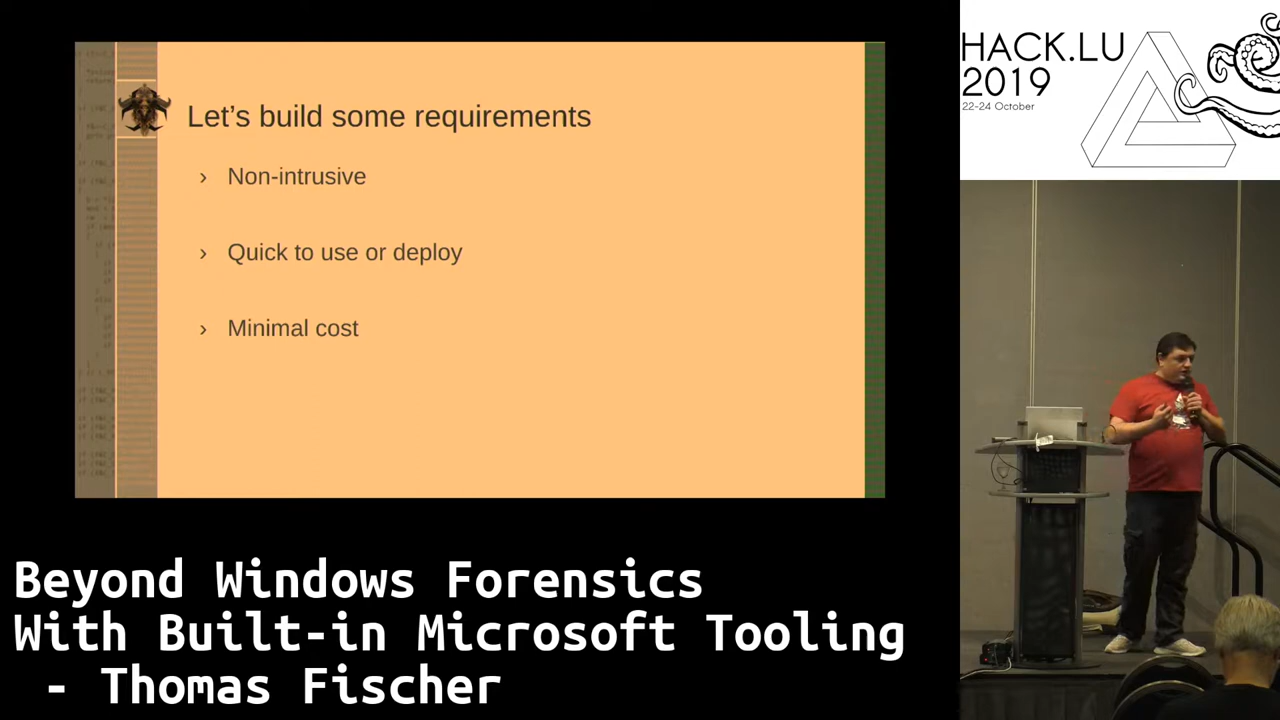 Let's build some requirements
› Non-intrusive
› Quick to use or deploy
› Minimal cost
HACK.LU
2019
22-24 October
Beyond Windows Forensics
With Built-in Microsoft Tooling
- Thomas Fischer